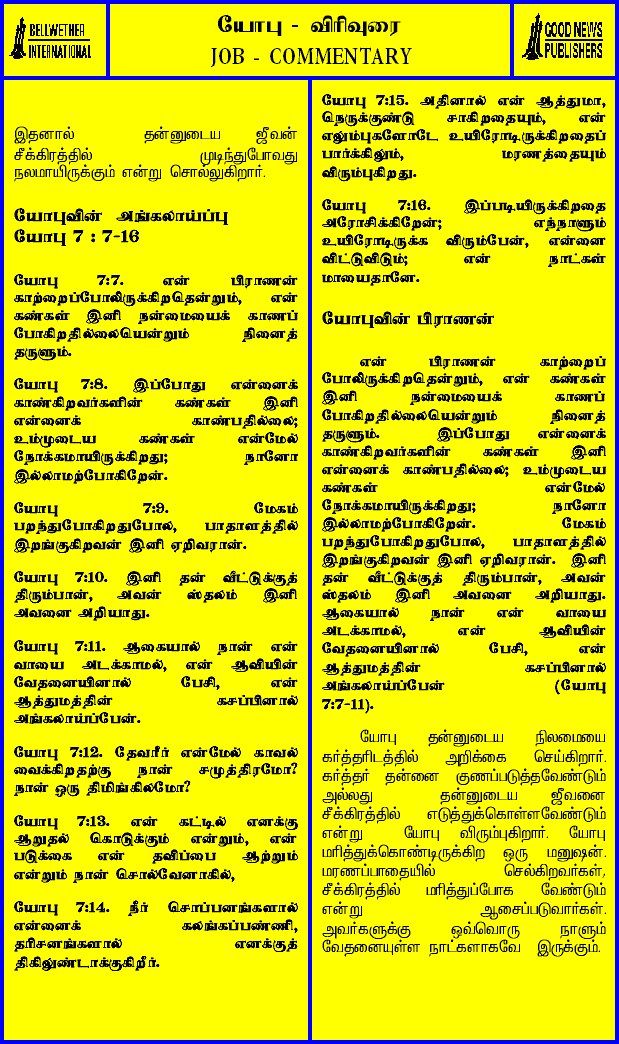 BELLWETHER
INTERNATIONAL
யோபு - விரிவுரை
JOB - COMMENTARY
GOOD NEWS
PUBLISHERS
இதனால் தன்னுடைய ஜீவன்
சீக்கிரத்தில் முடிந்துபோவது
நலமாயிருக்கும் என்று சொல்லுகிறார்.
யோபுவின் அங்கலாய்ப்பு
யோபு 7 : 7-16
யோபு 7:7. என் பிராணன்
காற்றைப்போலிருக்கிறதென்றும், என்
கண்கள் இனி நன்மையைக் காணப்
போகிறதில்லையென்றும் நினைத்
தருளும்.
யோபு 7:8. இப்போது என்னைக்
காண்கிறவர்களின் கண்கள் இனி
என்னைக் காண்பதில்லை;
உம்முடைய கண்கள் என்மேல்
நோக்கமாயிருக்கிறது; நானோ
இல்லாமற்போகிறேன்.
யோபு 7:9. மேகம்
பறந்துபோகிறதுபோல, பாதாளத்தில்
இறங்குகிறவன் இனி ஏறிவரான்.
யோபு 7:10. இனி தன் வீட்டுக்குத்
திரும்பான், அவன் ஸ்தலம் இனி
அவனை அறியாது.
யோபு 7:11. ஆகையால் நான் என்
வாயை அடக்காமல், என் ஆவியின்
வேதனையினால் பேசி, என்
ஆத்துமத்தின் கசப்பினால்
அங்கலாய்ப்பேன்.
யோபு 7:12. தேவரீர் என்மேல் காவல்
வைக்கிறதற்கு நான் சமுத்திரமோ?
நான் ஒரு திமிங்கிலமோ?
யோபு 7:13. என் கட்டில் எனக்கு
ஆறுதல் கொடுக்கும் என்றும், என்
படுக்கை என் தவிப்பை ஆற்றும்
என்றும் நான் சொல்வேனாகில்,
யோபு 7:14. நீர் சொப்பனங்களால்
என்னைக் கலங்கப்பண்ணி,
தரிசனங்களால் எனக்குத்
திகிலுண்டாக்குகிறீர்.
யோபு 7:15. அதினால் என் ஆத்துமா,
நெருக்குண்டு சாகிறதையும், என்
எலும்புகளோடே உயிரோடிருக்கிறதைப்
பார்க்கிலும், மரணத்தையும்
விரும்புகிறது.
யோபு 7:16. இப்படியிருக்கிறதை
அரோசிக்கிறேன்; எந்நாளும்
உயிரோடிருக்க விரும்பேன், என்னை
விட்டுவிடும்; என் நாட்கள்
மாயைதானே.
யோபுவின் பிராணன்
என் பிராணன் காற்றைப்
போலிருக்கிறதென்றும், என் கண்கள்
இனி நன்மையைக் காணப்
போகிறதில்லையென்றும் நினைத்
தருளும். இப்போது என்னைக்
காண்கிறவர்களின் கண்கள் இனி
என்னைக் காண்பதில்லை; உம்முடைய
கண்கள் என்மேல்
நோக்கமாயிருக்கிறது; நானோ
இல்லாமற்போகிறேன். மேகம்
பறந்துபோகிறதுபோல, பாதாளத்தில்
இறங்குகிறவன் இனி ஏறிவரான். இனி
தன் வீட்டுக்குத் திரும்பான், அவன்
ஸ்தலம் இனி அவனை அறியாது.
ஆகையால் நான் என் வாயை
அடக்காமல், என் ஆவியின்
வேதனையினால் பேசி, என்
ஆத்துமத்தின் கசப்பினால்
அங்கலாய்ப்பேன் (யோபு
7:7-11).
யோபு தன்னுடைய நிலமையை
கர்த்தரிடத்தில் அறிக்கை செய்கிறார்.
கர்த்தர் தன்னை குணப்படுத்தவேண்டும்
அல்லது தன்னுடைய ஜீவனை
சீக்கிரத்தில் எடுத்துக்கொள்ளவேண்டும்
என்று யோபு விரும்புகிறார். யோபு
மரித்துக்கொண்டிருக்கிற ஒரு மனுஷன்.
மரணப்பாதையில் செல்கிறவர்கள்,
சீக்கிரத்தில் மரித்துப்போக வேண்டும்
என்று ஆசைப்படுவார்கள்.
அவர்களுக்கு ஒவ்வொரு நாளும்
வேதனையுள்ள நாட்களாகவே இருக்கும்.